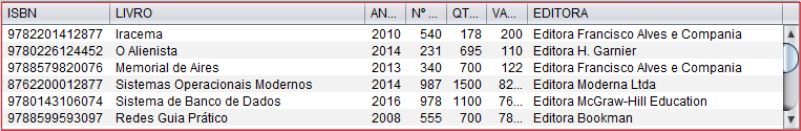 ISBN LIVRO AN... Nº ... QT... VA... EDITORA
9782201412877 Iracema 2010 540 178 200 Editora Francisco Alves e Compania
9780226124452 O Alienista 2014 231 695 110 Editora H. Garnier
9788579820076 Memorial de Aires 2013 340 700 122 Editora Francisco Alves e Compania
8762200012877 Sistemas Operacionais Modernos 2014 987 1500 82... Editora Moderna Ltda
9780143106074 Sistema de Banco de Dados 2016 978 1100 76... Editora McGraw-Hill Education
9788599593097 Redes Guia Prático 2008 555 700 78... Editora Bookman